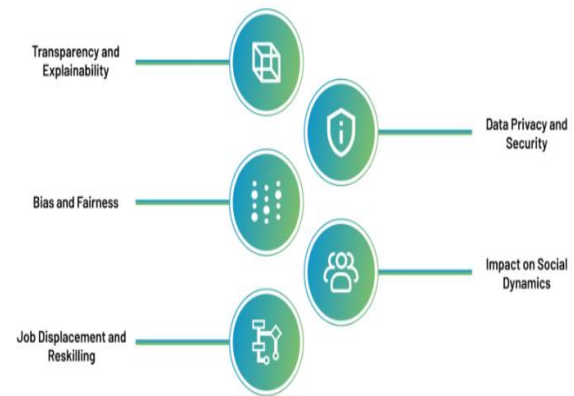 Transparency and
Explainability
Data Privacy and
Security
Bias and Fairness
Impact on Social
Dynamics
Job Displacement and
Reskilling